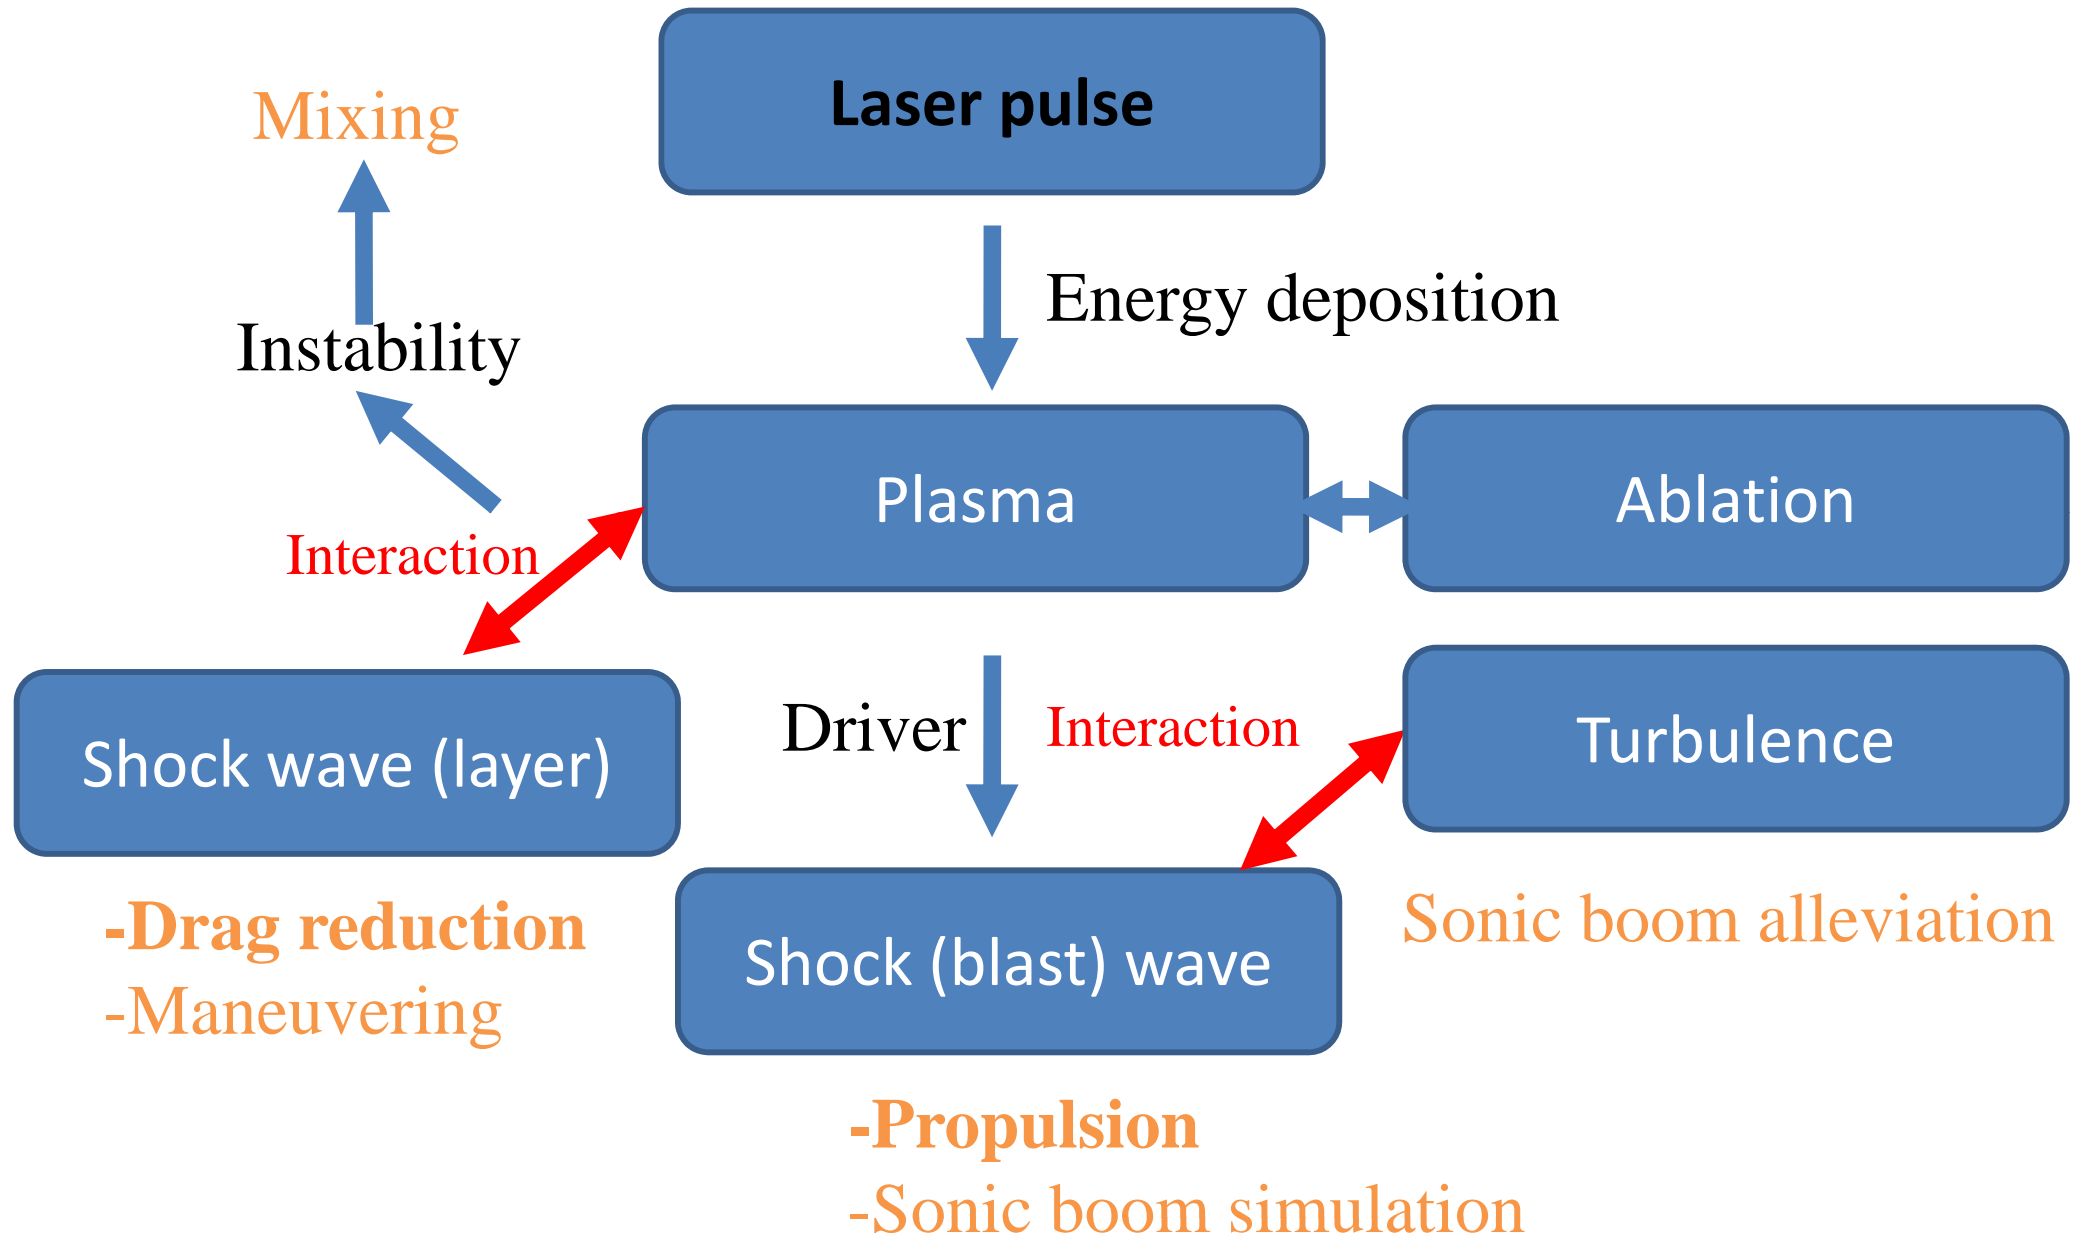 Laser pulse
Mixing
Energy deposition
Instability
Plasma
Ablation
Interaction
Shock wave (layer)
Driver
Interaction
Turbulence
-Drag reduction
-Maneuvering
Shock (blast) wave
Sonic boom alleviation
-Propulsion
-Sonic boom simulation